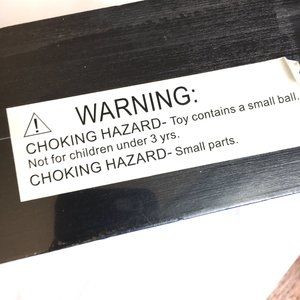 WARNING:
CHOKING HAZARD- Toy contains a small ball.
Not for children under 3 yrs.
CHOKING HAZARD- Small parts.